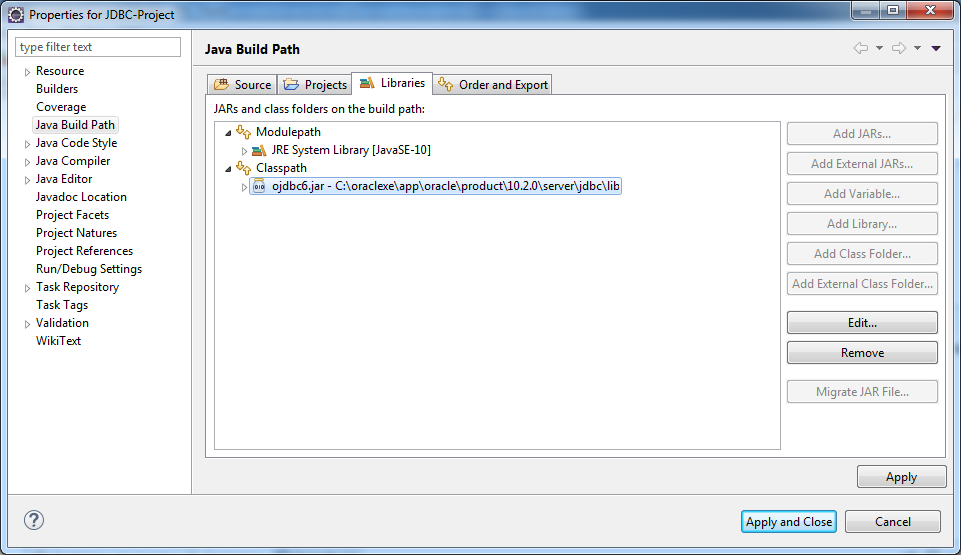 Properties for JDBC-Project
type filter text
Resource
Builders
Coverage
Java Build Path
Java Code Style
Java Compiler
Java Editor
Javadoc Location
Project Facets
Project Natures
Project References
Run/Debug Settings
Task Repository
Task Tags
Validation
WikiText
Java Build Path
Source Projects Libraries Order and Export
JARs and class folders on the build path:
Modulepath
JRE System Library [JavaSE-10]
Classpath
ojdbc6.jar - C:\oraclexe\app\oracle\product\10.2.0\server\jdbc\lib
Add JARs...
Add External JARs...
Add Variable...
Add Library...
Add Class Folder...
Add External Class Folder...
Edit...
Remove
Migrate JAR File...
Apply
?
Apply and Close Cancel